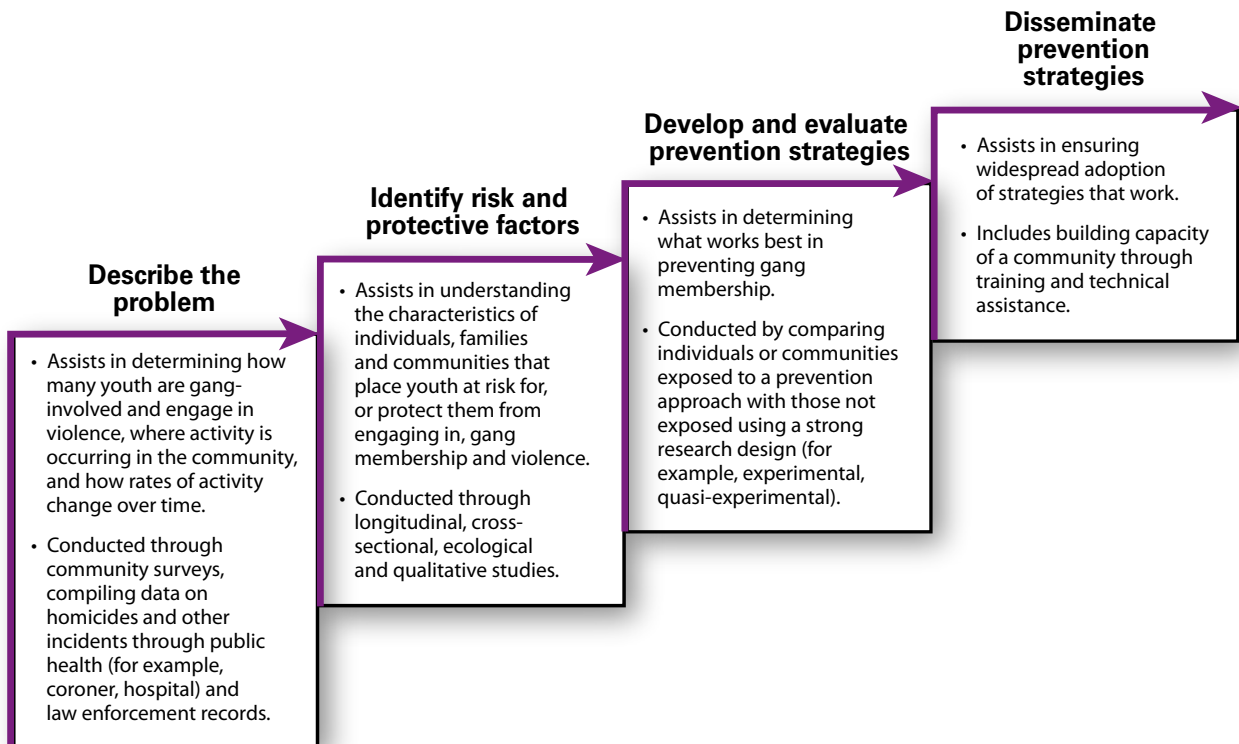 Describe the
problem
• Assists in determining how
many youth are gang-
involved and engage in
violence, where activity is
occurring in the community,
and how rates of activity
change over time.
• Conducted through
community surveys,
compiling data on
homicides and other
incidents through public
health (for example,
coroner, hospital) and
law enforcement records.
Identify risk and
protective factors
• Assists in understanding
the characteristics of
individuals, families
and communities that
place youth at risk for,
or protect them from
engaging in, gang
membership and violence.
• Conducted through
longitudinal, cross-
sectional, ecological
and qualitative studies.
Develop and evaluate
prevention strategies
• Assists in determining
what works best in
preventing gang
membership.
• Conducted by comparing
individuals or communities
exposed to a prevention
approach with those not
exposed using a strong
research design (for
example, experimental,
quasi-experimental).
Disseminate
prevention
strategies
• Assists in ensuring
widespread adoption
of strategies that work.
• Includes building capacity
of a community through
training and technical
assistance.